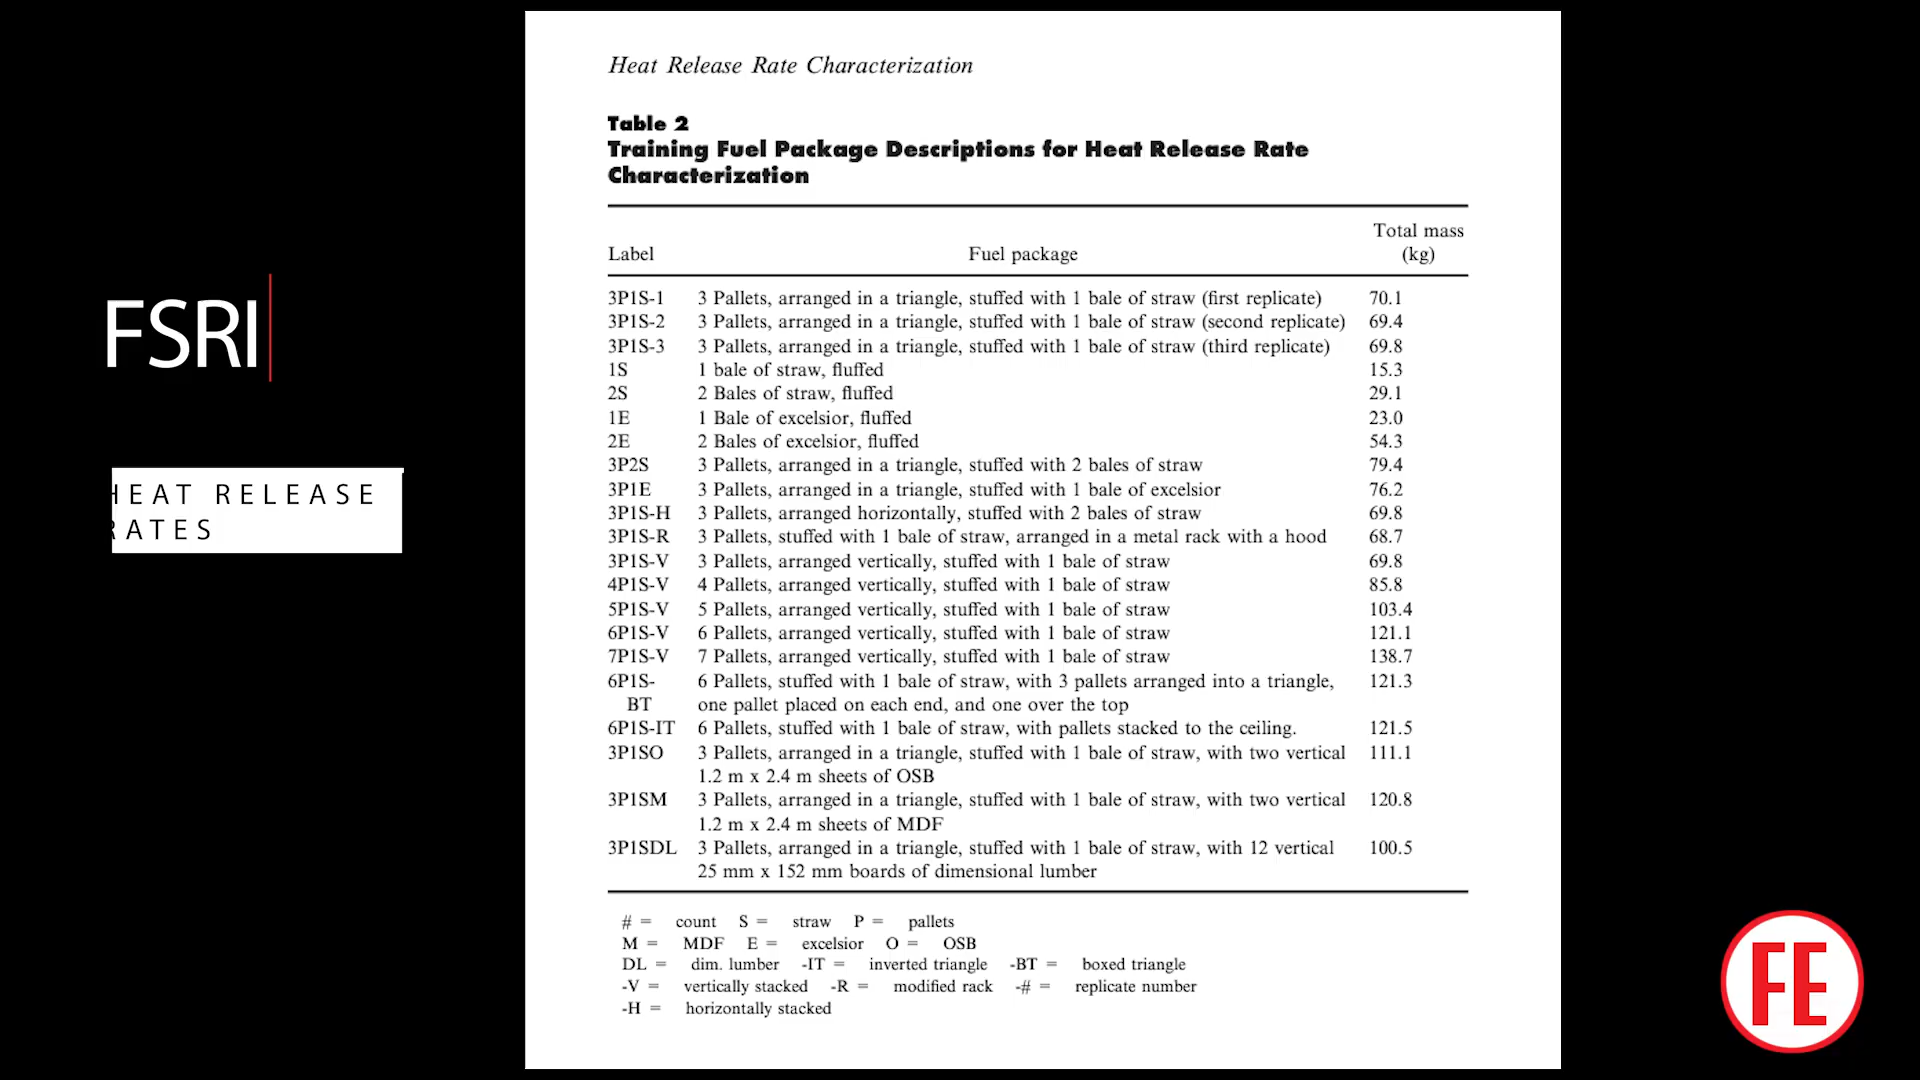 FSRI
HEAT RELEASE
RATES
Heat Release Rate Characterization
Table 2
Training Fuel Package Descriptions for Heat Release Rate
Characterization
Label Fuel package Total mass (kg)
3P1S-1 3 Pallets, arranged in a triangle, stuffed with 1 bale of straw (first replicate) 70.1
3P1S-2 3 Pallets, arranged in a triangle, stuffed with 1 bale of straw (second replicate) 69.4
3P1S-3 3 Pallets, arranged in a triangle, stuffed with 1 bale of straw (third replicate) 69.8
1S 1 bale of straw, fluffed 15.3
2S 2 Bales of straw, fluffed 29.1
1E 1 Bale of excelsior, fluffed 23.0
2E 2 Bales of excelsior, fluffed 54.3
3P2S 3 Pallets, arranged in a triangle, stuffed with 2 bales of straw 79.4
3P1E 3 Pallets, arranged in a triangle, stuffed with 1 bale of excelsior 76.2
3P1S-H 3 Pallets, arranged horizontally, stuffed with 2 bales of straw 69.8
3P1S-R 3 Pallets, stuffed with 1 bale of straw, arranged in a metal rack with a hood 68.7
3P1S-V 3 Pallets, arranged vertically, stuffed with 1 bale of straw 69.8
4P1S-V 4 Pallets, arranged vertically, stuffed with 1 bale of straw 85.8
5P1S-V 5 Pallets, arranged vertically, stuffed with 1 bale of straw 103.4
6P1S-V 6 Pallets, arranged vertically, stuffed with 1 bale of straw 121.1
7P1S-V 7 Pallets, arranged vertically, stuffed with 1 bale of straw 138.7
6P1S- 6 Pallets, stuffed with 1 bale of straw, with 3 pallets arranged into a triangle, 121.3
BT one pallet placed on each end, and one over the top
6P1S-IT 6 Pallets, stuffed with 1 bale of straw, with pallets stacked to the ceiling. 121.5
3P1SO 3 Pallets, arranged in a triangle, stuffed with 1 bale of straw, with two vertical 111.1
1.2 m x 2.4 m sheets of OSB
3P1SM 3 Pallets, arranged in a triangle, stuffed with 1 bale of straw, with two vertical 120.8
1.2 m x 2.4 m sheets of MDF
3P1SDL 3 Pallets, arranged in a triangle, stuffed with 1 bale of straw, with 12 vertical 100.5
25 mm x 152 mm boards of dimensional lumber
# = count S = straw P = pallets
M = MDF E = excelsior O = OSB
DL = dim. lumber -IT = inverted triangle -BT = boxed triangle
-V = vertically stacked -R = modified rack -# = replicate number
-H = horizontally stacked
FE